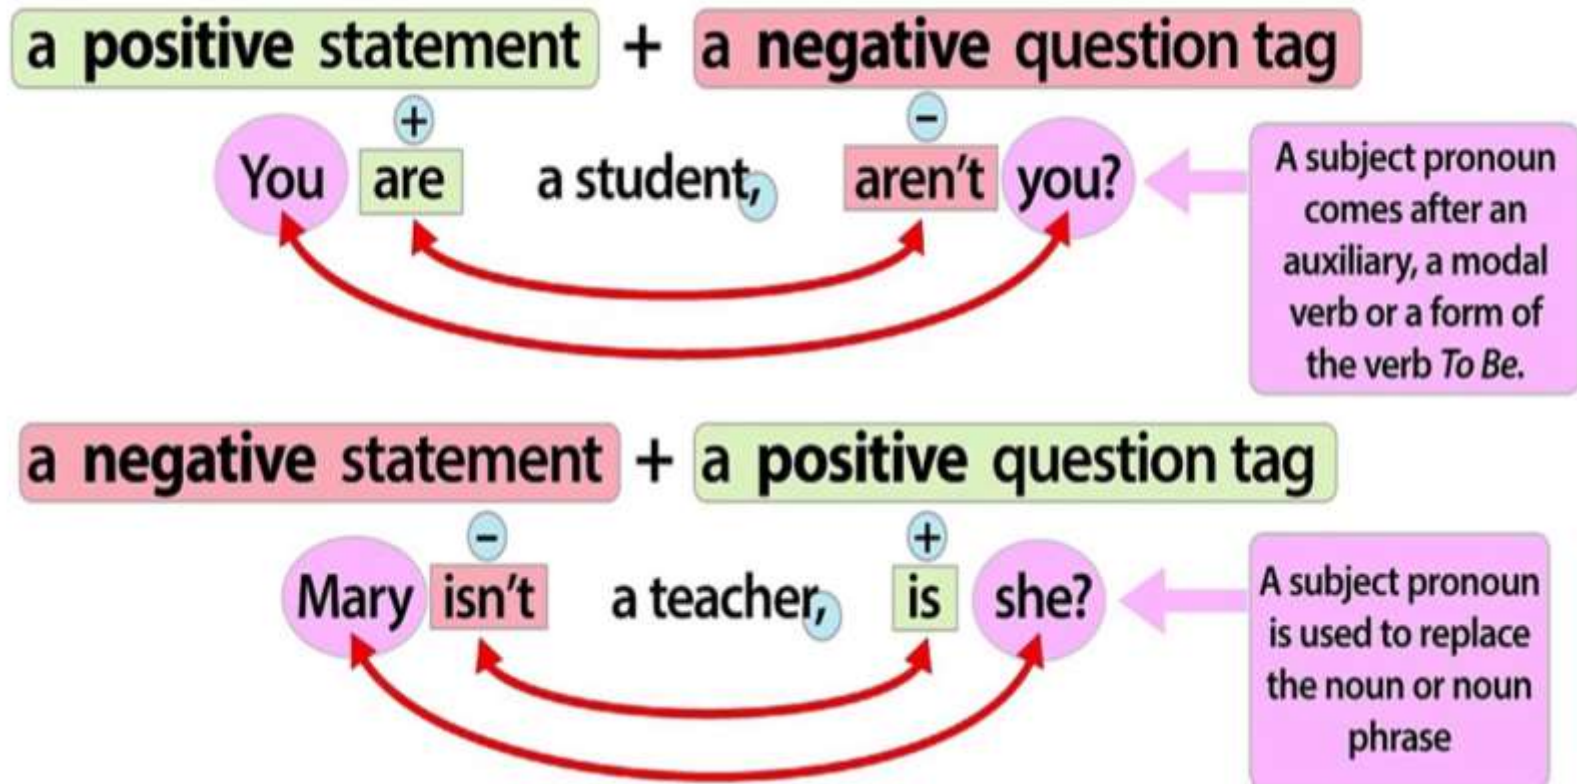 a positive statement + a negative question tag
+ -
You are a student, aren't you?
A subject pronoun
comes after an
auxiliary, a modal
verb or a form of
the verb To Be.
a negative statement + a positive question tag
- +
Mary isn't a teacher, is she?
A subject pronoun
is used to replace
the noun or noun
phrase